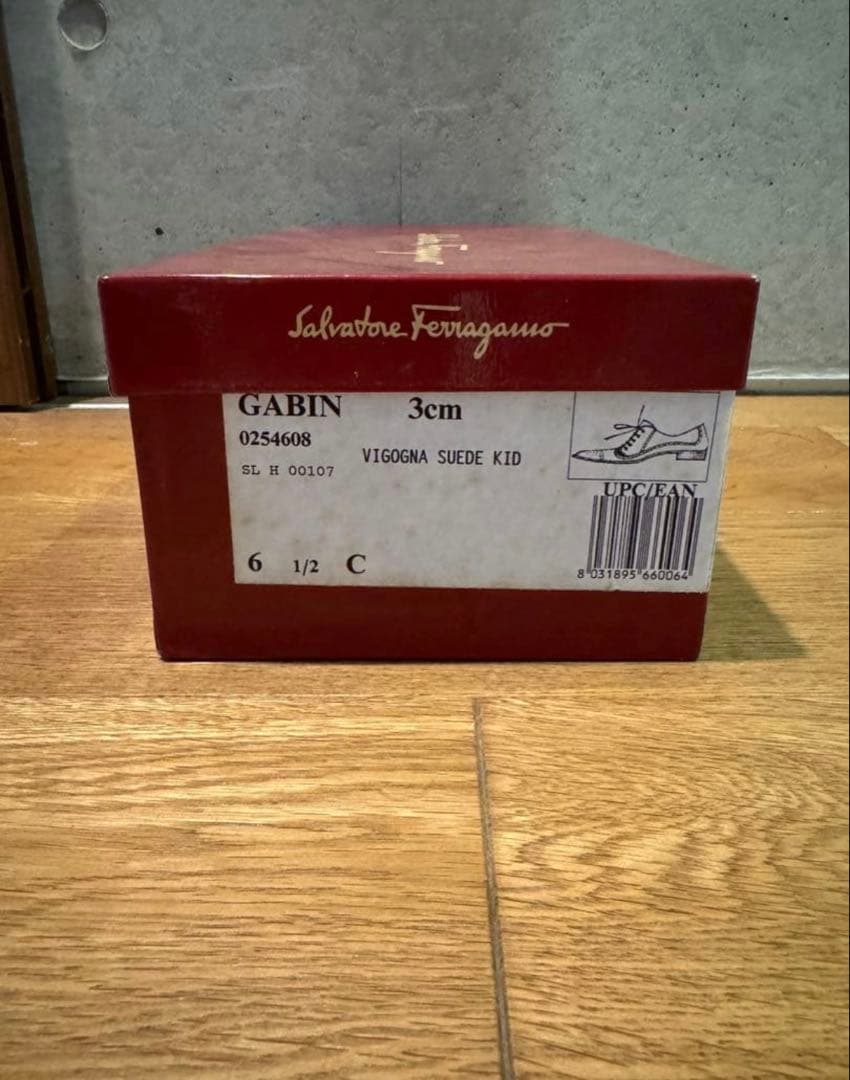 Salvatore Ferragamo
GABIN 3cm
0254608
VIGOGNA SUEDE KID
SL H 00107
UPC/EAN
6 1/2 C
8 031895 660064